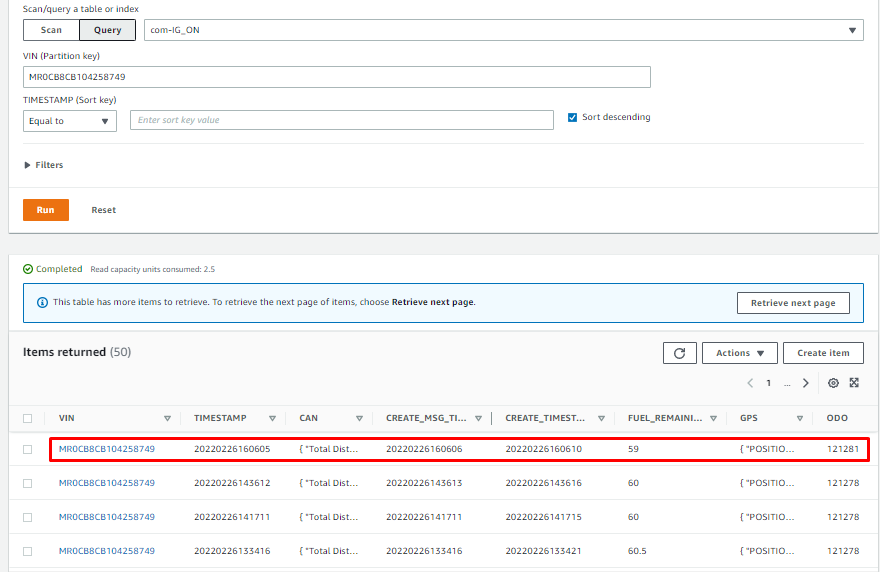 Scan/query a table or index
Scan Query com-IG_ON
VIN (Partition key)
MR0CB8CB104258749
TIMESTAMP (Sort key)
Equal to Enter sort key value Sort descending
Filters
Run Reset
Completed Read capacity units consumed: 2.5
This table has more items to retrieve. To retrieve the next page of items, choose Retrieve next page. Retrieve next page
Items returned (50) Actions Create item
1 ...
VIN TIMESTAMP CAN CREATE_MSG_TI... CREATE_TIMEST... FUEL_REMAINI... GPS ODO
MR0CB8CB104258749 20220226160605 { "Total Dist... 20220226160606 20220226160610 59 { "POSITIO... 121281
MR0CB8CB104258749 20220226143612 { "Total Dist... 20220226143613 20220226143616 60 { "POSITIO... 121278
MR0CB8CB104258749 20220226141711 { "Total Dist... 20220226141711 20220226141715 60 { "POSITIO... 121278
MR0CB8CB104258749 20220226133416 { "Total Dist... 20220226133416 20220226133421 60.5 { "POSITIO... 121278